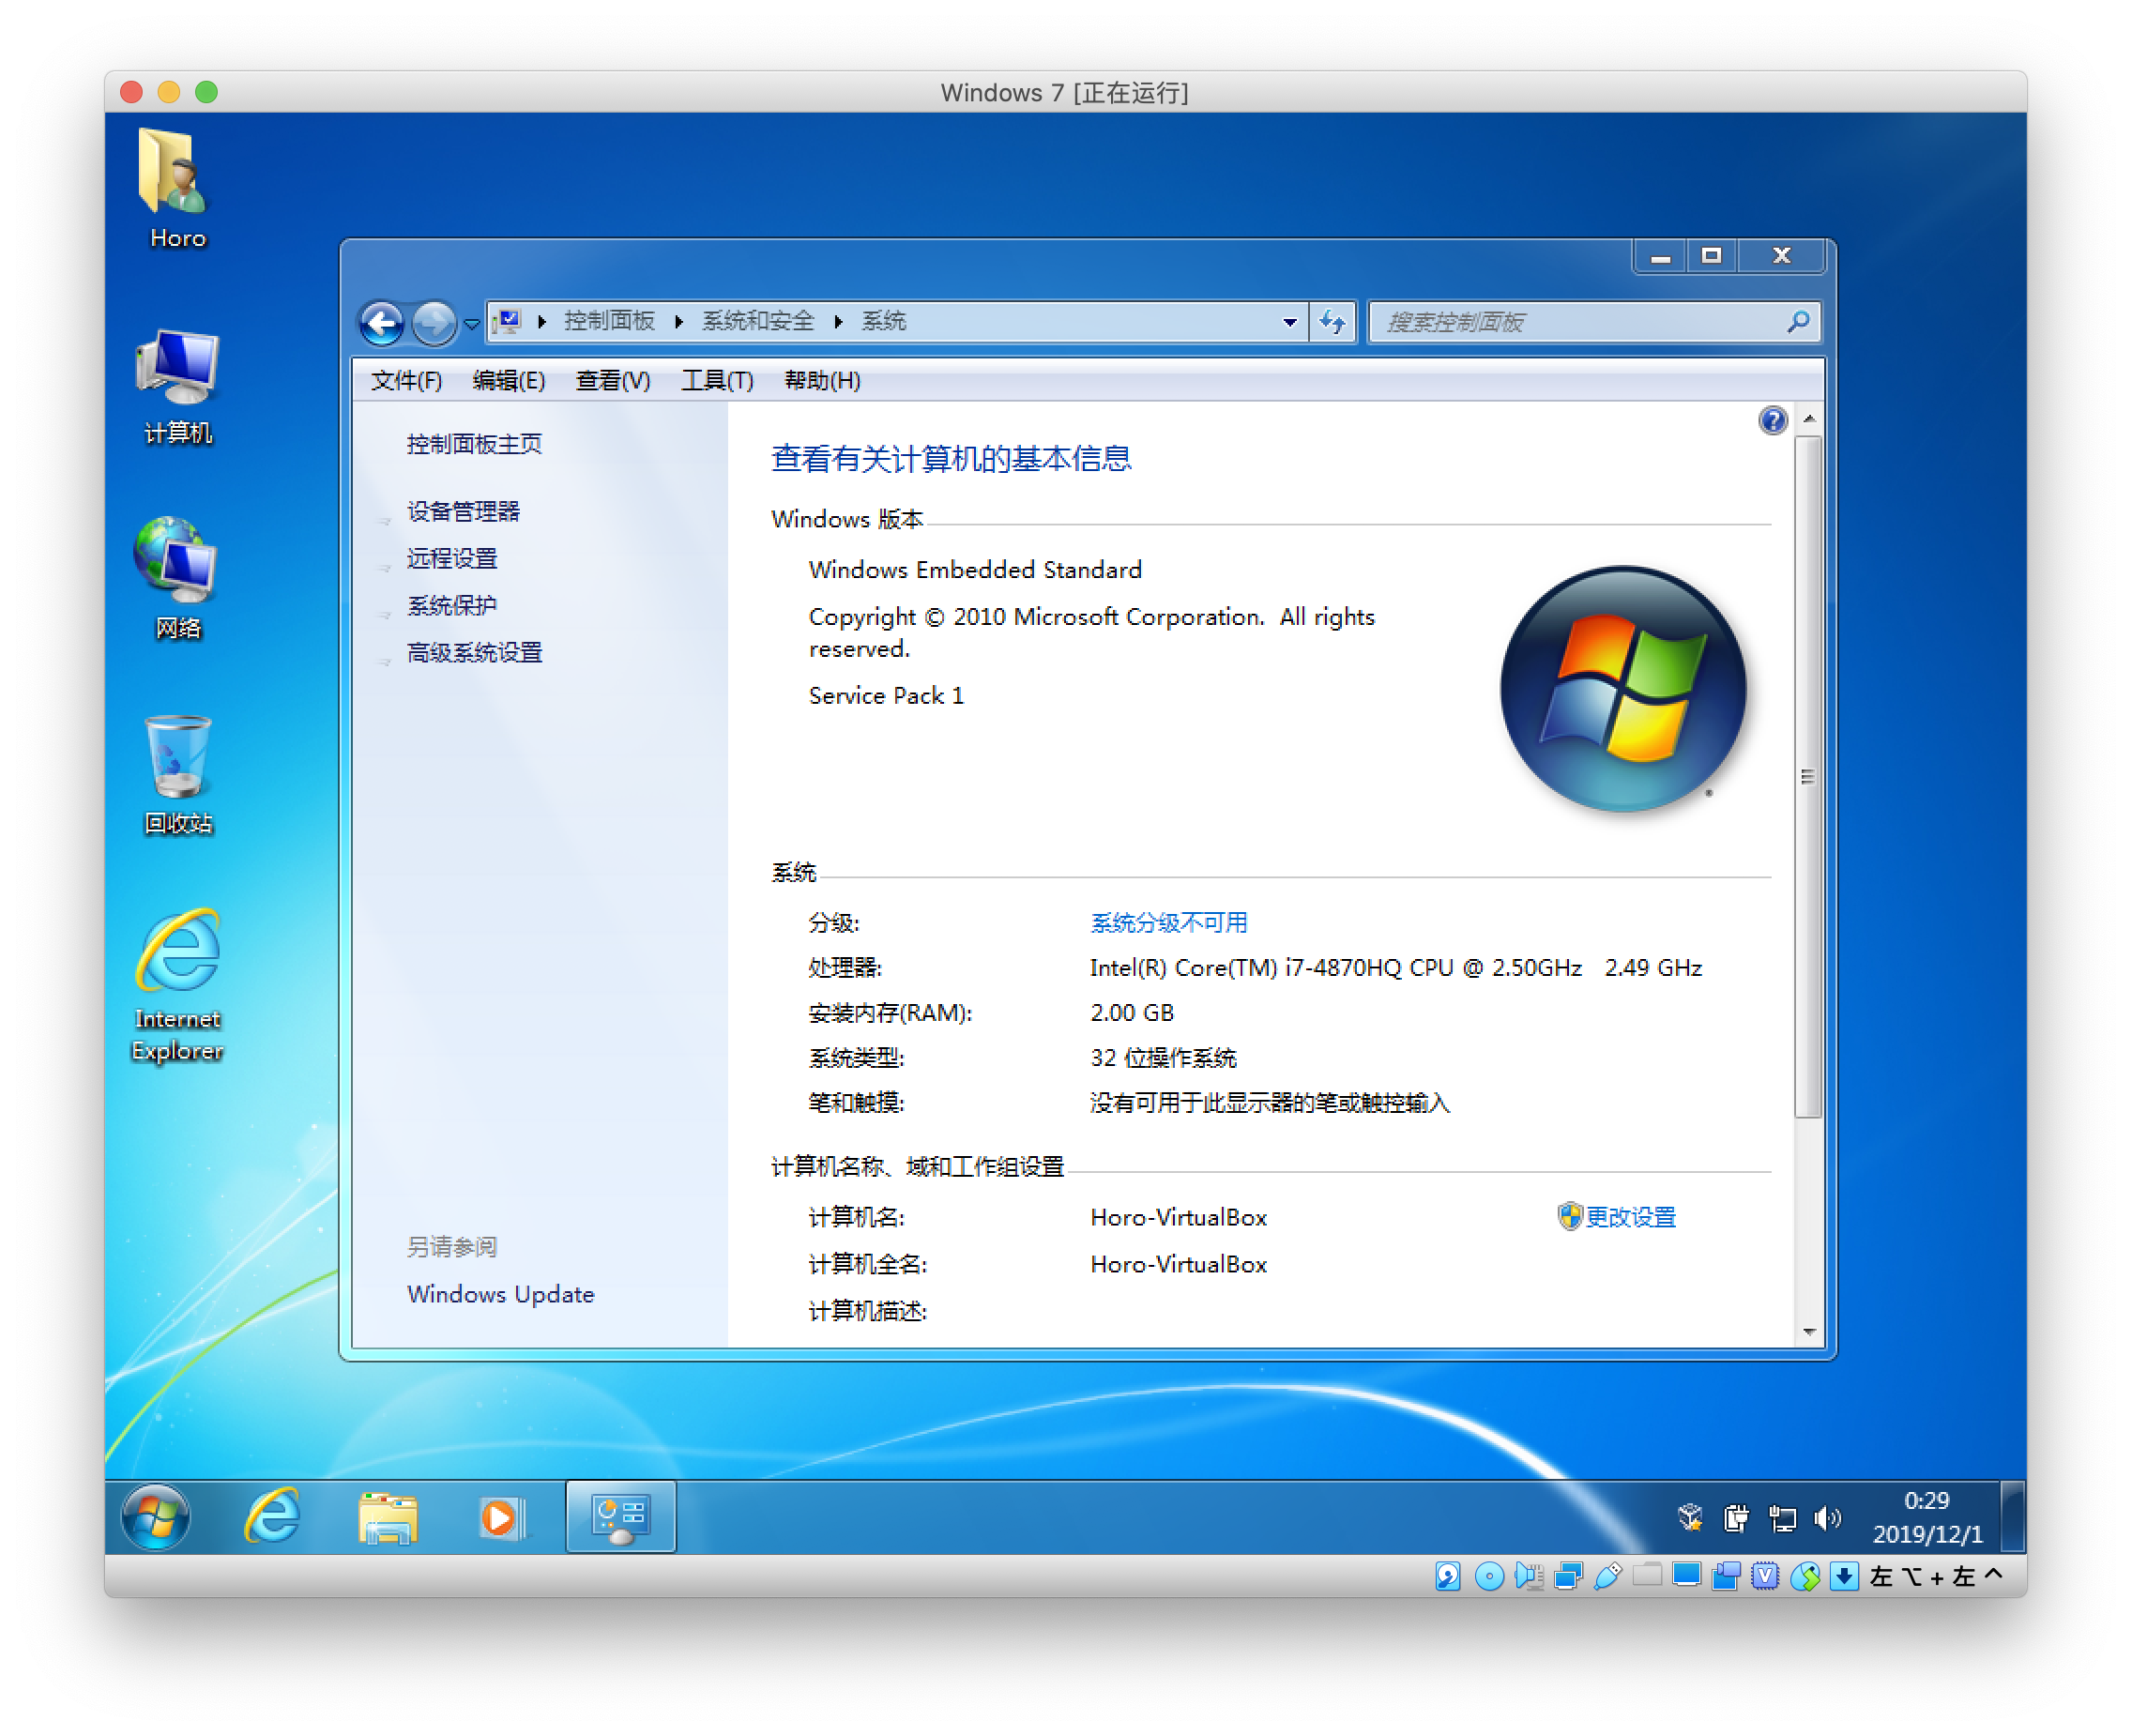 Windows 7 [正在运行]
Horo
计算机
网络
回收站
Internet
Explorer
控制面板
系统和安全
系统
搜索控制面板
文件(F)
编辑(E)
查看(V)
工具(T)
帮助(H)
控制面板主页
设备管理器
远程设置
系统保护
高级系统设置
另请参阅
Windows Update
查看有关计算机的基本信息
Windows 版本
Windows Embedded Standard
Copyright © 2010 Microsoft Corporation. All rights
reserved.
Service Pack 1
系统
分级: 系统分级不可用
处理器: Intel(R) Core(TM) i7-4870HQ CPU @ 2.50GHz 2.49 GHz
安装内存(RAM): 2.00 GB
系统类型: 32 位操作系统
笔和触摸: 没有可用于此显示器的笔或触控输入
计算机名称、域和工作组设置
计算机名: Horo-VirtualBox 更改设置
计算机全名: Horo-VirtualBox
计算机描述:
0:29
2019/12/1
左 ⌥ + 左 ^